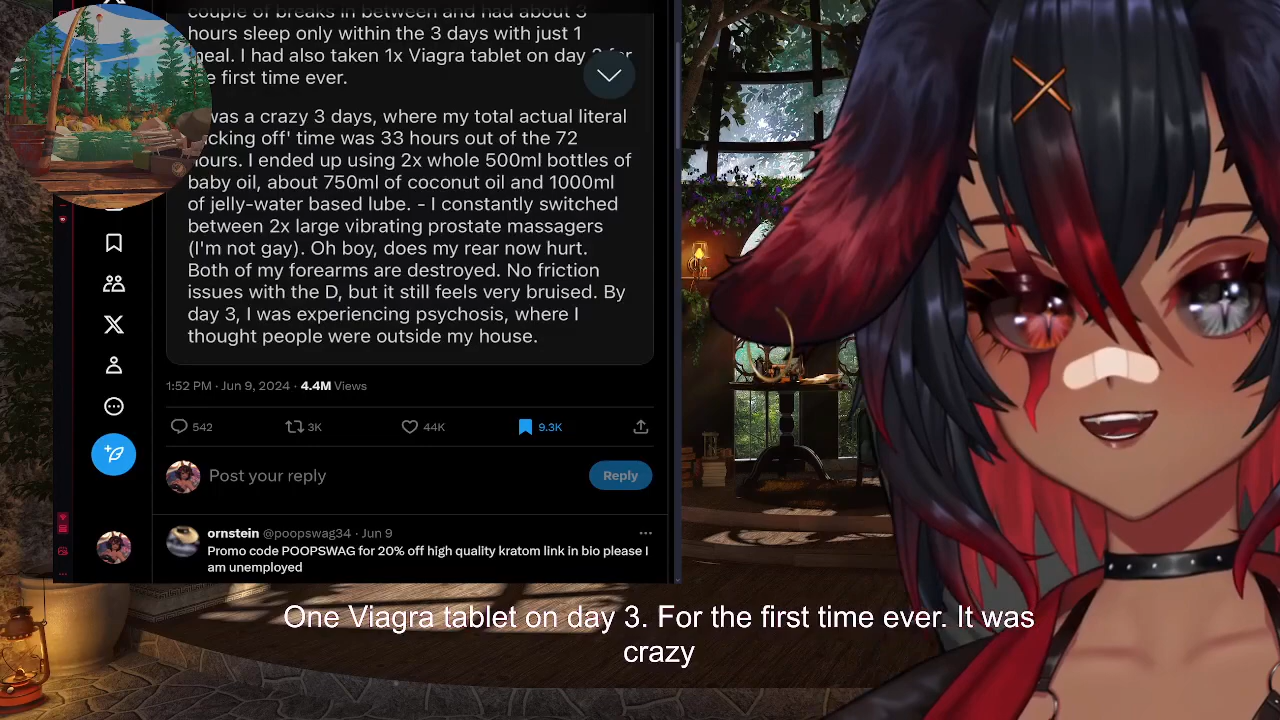 couple of breaks in between and had about 3
hours sleep only within the 3 days with just 1
meal. I had also taken 1x Viagra tablet on day
first time ever.
was a crazy 3 days, where my total actual literal
off' time was 33 hours out of the 72
hours. I ended up using 2x whole 500ml bottles of
baby oil, about 750ml of coconut oil and 1000ml
of jelly-water based lube. - I constantly switched
between 2x large vibrating prostate massagers
(I'm not gay). Oh boy, does my rear now hurt.
Both of my forearms are destroyed. No friction
issues with the D, but it still feels very bruised. By
day 3, I was experiencing psychosis, where I
thought people were outside my house.
1:52 PM · Jun 9, 2024 · 4.4M Views
542 3K 44K 9.3K
Post your reply
Reply
ornstein @poopswag34 · Jun 9
Promo code POOPSWAG for 20% off high quality kratom link in bio please I
am unemployed
One Viagra tablet on day 3. For the first time ever. It was
crazy